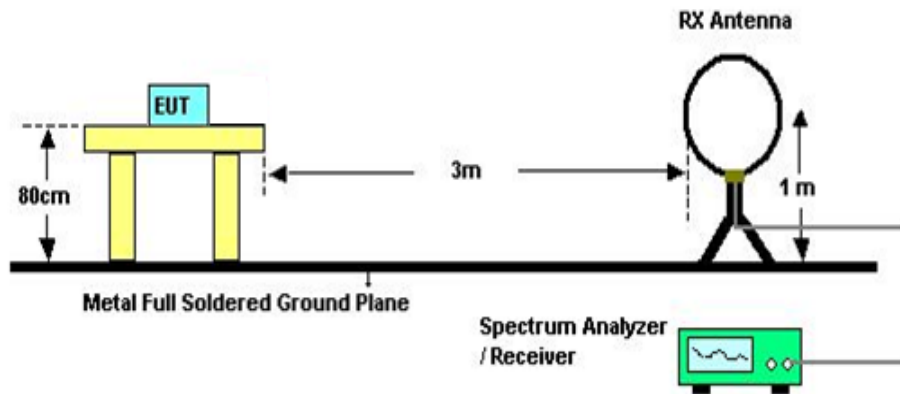 RX Antenna
EUT
80cm
3m
1 m
Metal Full Soldered Ground Plane
Spectrum Analyzer
/ Receiver